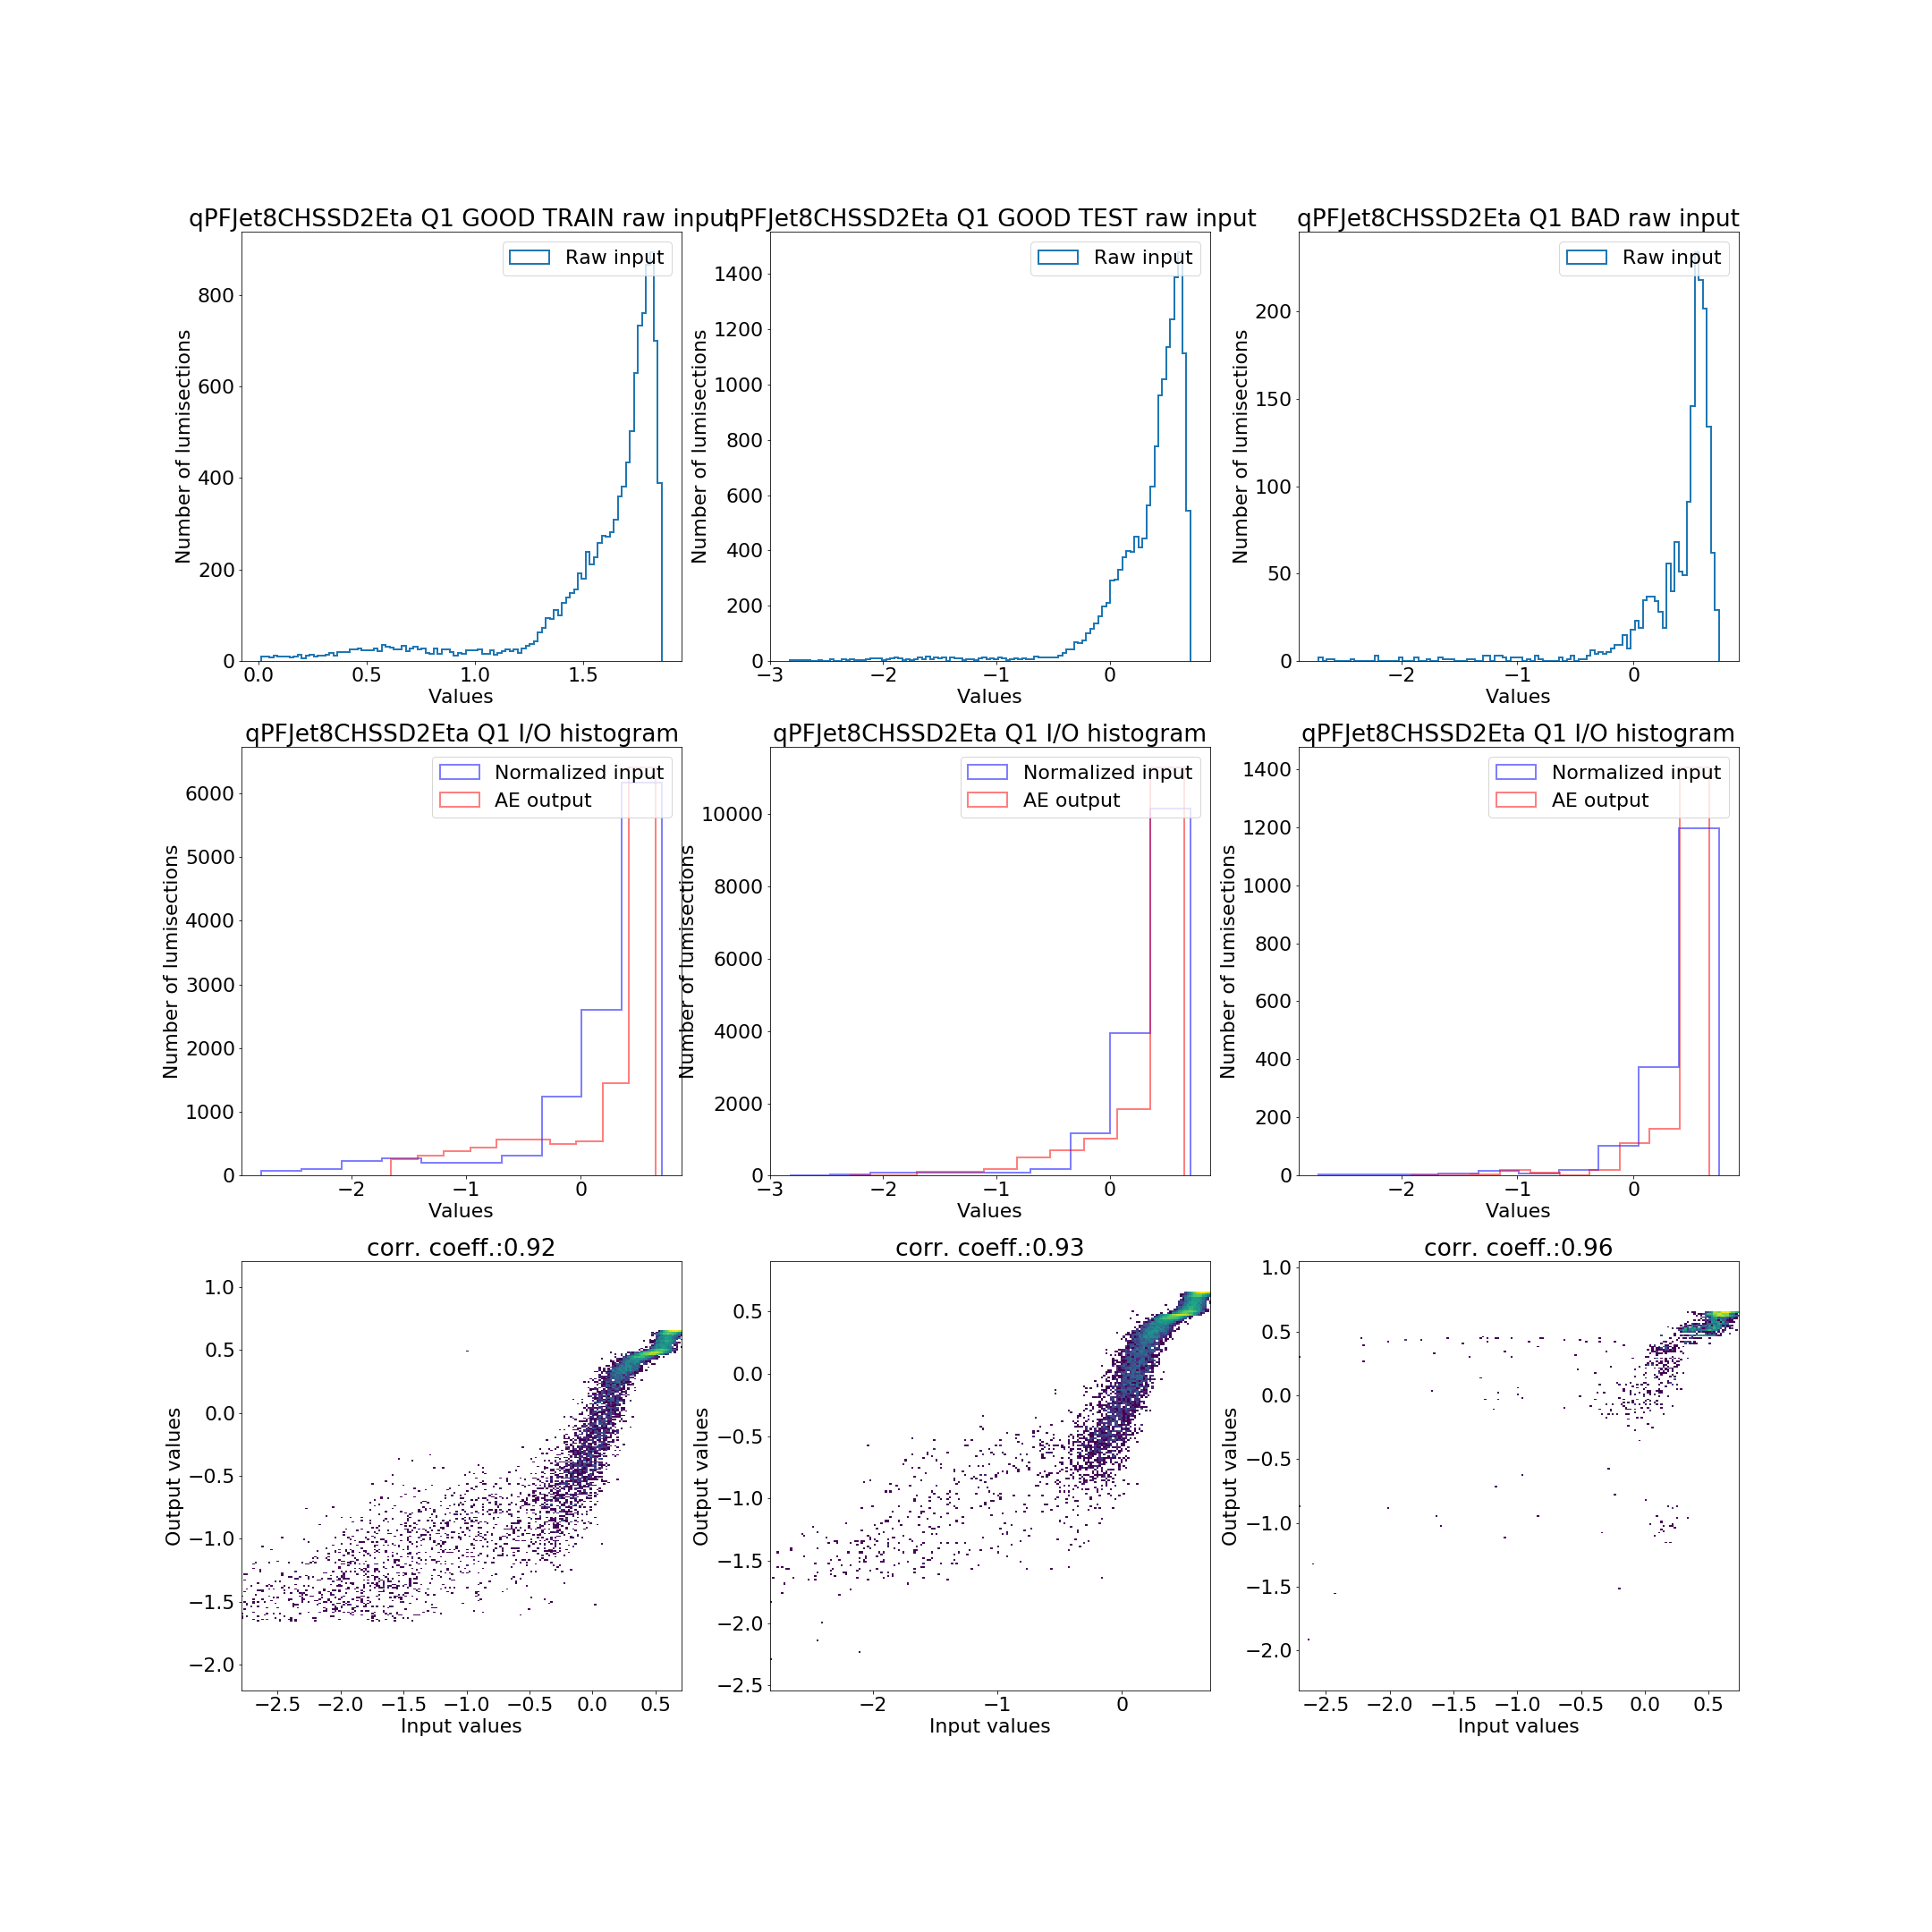 qPFJet8CHSSD2Eta Q1 GOOD TRAIN raw input
Raw input
Number of lumisections
800
600
400
200
0
0.0 0.5 1.0 1.5
Values
qPFJet8CHSSD2Eta Q1 GOOD TEST raw input
Raw input
Number of lumisections
1400
1200
1000
800
600
400
200
0
−3 −2 −1 0
Values
qPFJet8CHSSD2Eta Q1 BAD raw input
Raw input
Number of lumisections
200
150
100
50
0
−2 −1 0
Values
qPFJet8CHSSD2Eta Q1 I/O histogram
Normalized input
AE output
Number of lumisections
6000
5000
4000
3000
2000
1000
0
−2 −1 0
Values
qPFJet8CHSSD2Eta Q1 I/O histogram
Normalized input
AE output
Number of lumisections
10000
8000
6000
4000
2000
0
−3 −2 −1 0
Values
qPFJet8CHSSD2Eta Q1 I/O histogram
Normalized input
AE output
Number of lumisections
1400
1200
1000
800
600
400
200
0
−2 −1 0
Values
corr. coeff.:0.92
Output values
1.0
0.5
0.0
−0.5
−1.0
−1.5
−2.0
−2.5 −2.0 −1.5 −1.0 −0.5 0.0 0.5
Input values
corr. coeff.:0.93
Output values
0.5
0.0
−0.5
−1.0
−1.5
−2.0
−2.5
−2 −1 0
Input values
corr. coeff.:0.96
Output values
1.0
0.5
0.0
−0.5
−1.0
−1.5
−2.0
−2.5 −2.0 −1.5 −1.0 −0.5 0.0 0.5
Input values